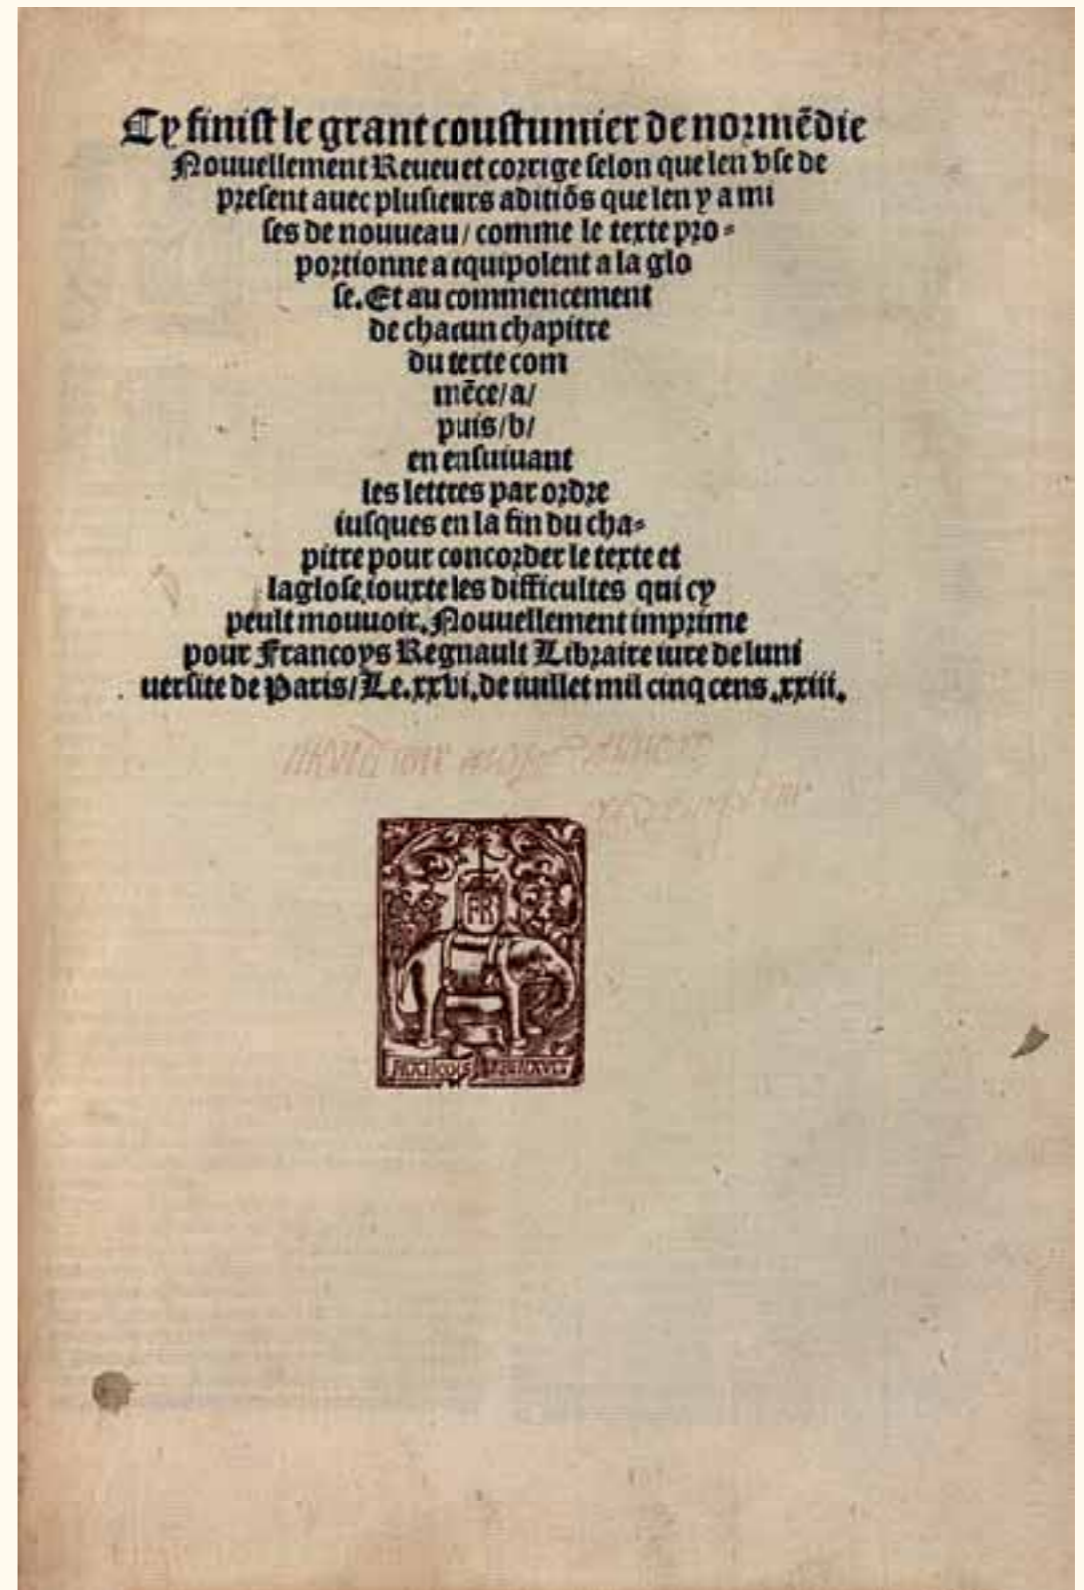 Cy finist le grant coustumier de normēdie
Nouuellement Reueu et corrige selon que len vse de
present auec plusieurs aditiōs que len y a mi
ses de nouueau / comme le texte pro⸗
portionne a equipolent a la glo
se. Et au commencement
de chacun chapitre
du texte com
mēce/a/
puis/b/
en ensuiuant
les lettres par ordre
iusques en la fin du cha⸗
pitre pour concorder le texte et
la glose, iouxte les difficultes qui cy
peult mouuoir. Nouuellement imprime
pour Francoys Regnault Libraire iure de luni
uersite de Paris/ Le .xxvi. de iuillet mil cinq cens .xxiii.
FR